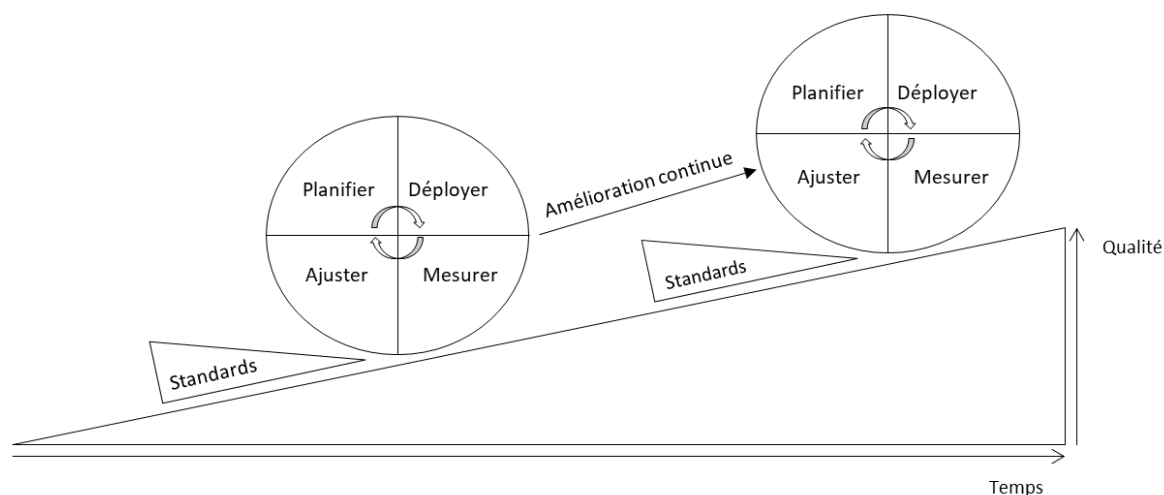 Planifier
Déployer
Ajuster
Mesurer
Standards
Amélioration continue
Planifier
Déployer
Ajuster
Mesurer
Standards
Qualité
Temps